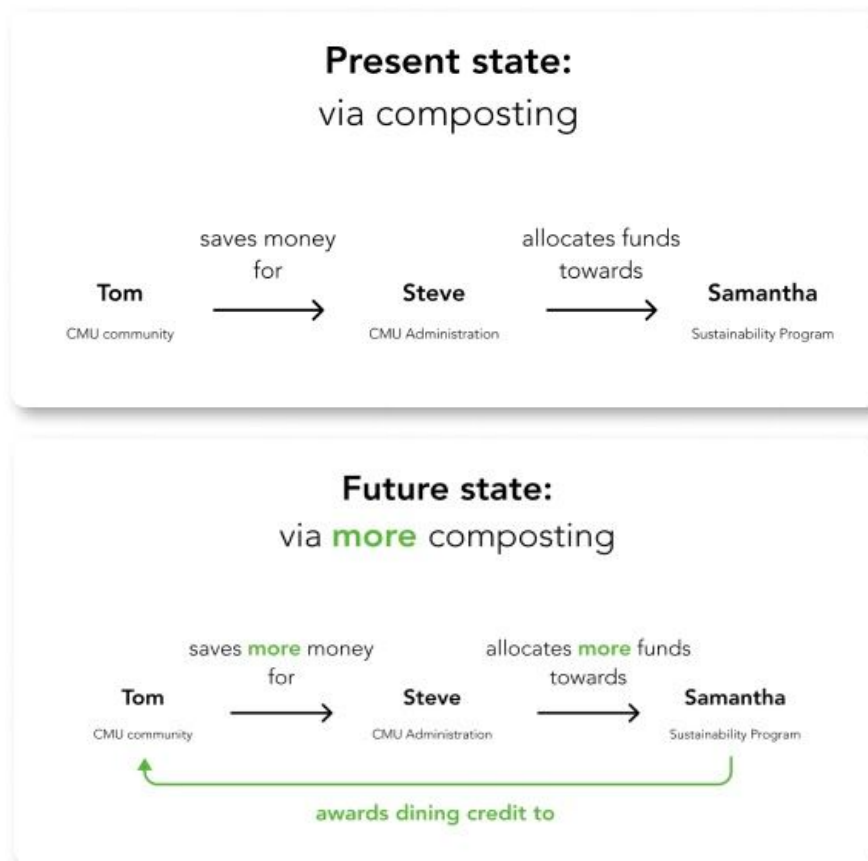 Present state:
via composting
saves money
for
allocates funds
towards
Tom
Steve
Samantha
CMU community
CMU Administration
Sustainability Program
Future state:
via more composting
saves more money
for
allocates more funds
towards
Tom
Steve
Samantha
CMU community
CMU Administration
Sustainability Program
awards dining credit to